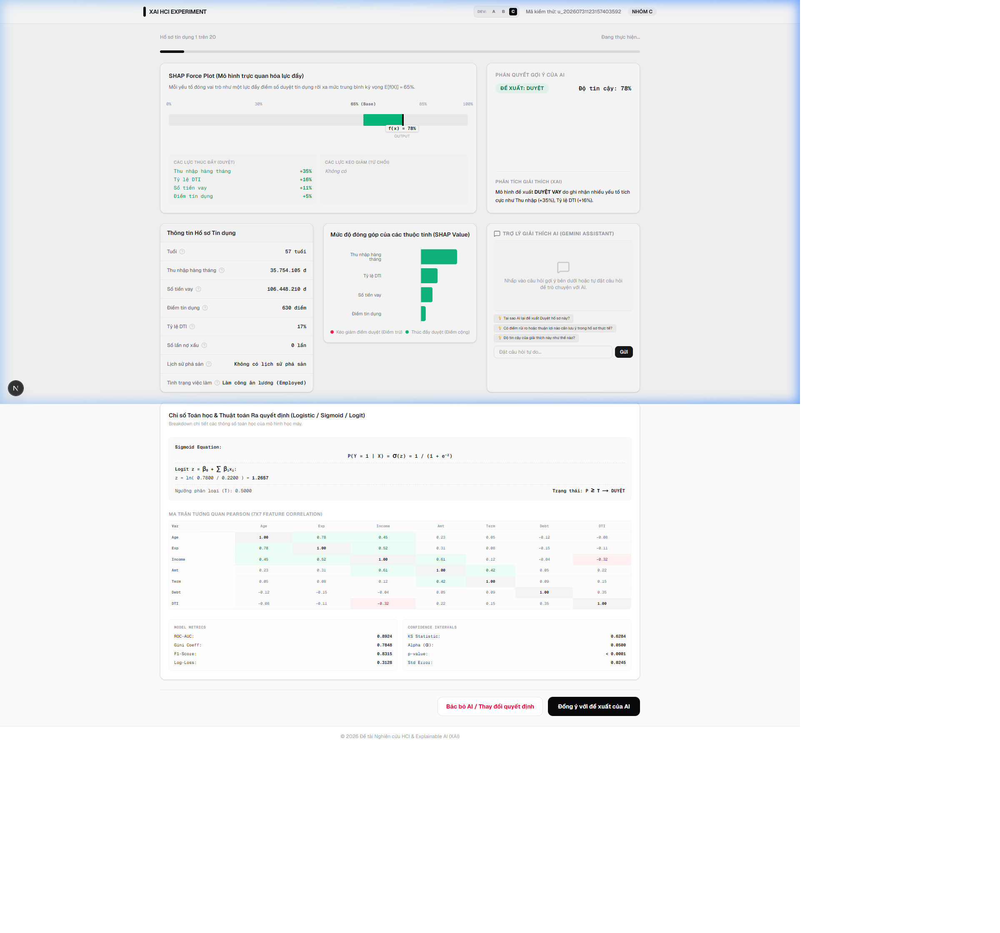 XAI HCI EXPERIMENT
DEV: A B C
Mã kiểm thử: u_20260731123157403592
NHÓM C
Hồ sơ tín dụng 1 trên 20
Đang thực hiện...
SHAP Force Plot (Mô hình trực quan hóa lực đẩy)
Mỗi yếu tố đóng vai trò như một lực đẩy điểm số duyệt tín dụng rời xa mức trung bình kỳ vọng E[f(X)] = 65%.
0% 30% 65% (Base) 85% 100%
f(x) = 78%
OUTPUT
CÁC LỰC THÚC ĐẨY (DUYỆT)
Thu nhập hàng tháng +35%
Tỷ lệ DTI +16%
Số tiền vay +11%
Điểm tín dụng +5%
CÁC LỰC KÉO GIẢM (TỪ CHỐI)
Không có
PHÁN QUYẾT GỢI Ý CỦA AI
ĐỀ XUẤT: DUYỆT
Độ tin cậy: 78%
PHÂN TÍCH GIẢI THÍCH (XAI)
Mô hình đề xuất DUYỆT VAY do ghi nhận nhiều yếu tố tích
cực như Thu nhập (+35%), Tỷ lệ DTI (+16%).
Thông tin Hồ sơ Tín dụng
Tuổi ? 57 tuổi
Thu nhập hàng tháng ? 35.754.105 đ
Số tiền vay ? 106.448.210 đ
Điểm tín dụng ? 630 điểm
Tỷ lệ DTI ? 17%
Số lần nợ xấu ? 0 lần
Lịch sử phá sản ? Không có lịch sử phá sản
Tình trạng việc làm ? Làm công ăn lương (Employed)
Mức độ đóng góp của các thuộc tính (SHAP Value)
Thu nhập hàng
tháng
Tỷ lệ DTI
Số tiền vay
Điểm tín dụng
Kéo giảm điểm duyệt (Điểm trừ) Thúc đẩy duyệt (Điểm cộng)
TRỢ LÝ GIẢI THÍCH AI (GEMINI ASSISTANT)
Nhấp vào câu hỏi gợi ý bên dưới hoặc tự đặt câu hỏi
để trò chuyện với AI.
💡 Tại sao AI lại đề xuất Duyệt hồ sơ này?
💡 Có điểm rủi ro hoặc thuận lợi nào cần lưu ý trong hồ sơ thực tế?
💡 Độ tin cậy của giải thích này như thế nào?
Đặt câu hỏi tự do...
Gửi
N
Chỉ số Toán học & Thuật toán Ra quyết định (Logistic / Sigmoid / Logit)
Breakdown chi tiết các thông số toán học của mô hình học máy.
Sigmoid Equation:
P(Y = 1 | X) = σ(z) = 1 / (1 + e⁻ᶻ)
Logit z = β₀ + ∑ βᵢxᵢ:
z = ln( 0.7800 / 0.2200 ) = 1.2657
Ngưỡng phân loại (T): 0.5000
Trạng thái: P ≥ T ⟶ DUYỆT
MA TRẬN TƯƠNG QUAN PEARSON (7X7 FEATURE CORRELATION)
Var Age Exp Income Amt Term Debt DTI
Age 1.00 0.78 0.45 0.23 0.05 -0.12 -0.08
Exp 0.78 1.00 0.52 0.31 0.08 -0.15 -0.11
Income 0.45 0.52 1.00 0.61 0.12 -0.04 -0.32
Amt 0.23 0.31 0.61 1.00 0.42 0.05 0.22
Term 0.05 0.08 0.12 0.42 1.00 0.09 0.15
Debt -0.12 -0.15 -0.04 0.05 0.09 1.00 0.35
DTI -0.08 -0.11 -0.32 0.22 0.15 0.35 1.00
MODEL METRICS
ROC-AUC: 0.8924
Gini Coeff: 0.7848
F1-Score: 0.8315
Log-Loss: 0.3128
CONFIDENCE INTERVALS
KS Statistic: 0.6284
Alpha (α): 0.0500
p-value: < 0.0001
Std Error: 0.0245
Bác bỏ AI / Thay đổi quyết định
Đồng ý với đề xuất của AI
© 2026 Đề tài Nghiên cứu HCI & Explainable AI (XAI)